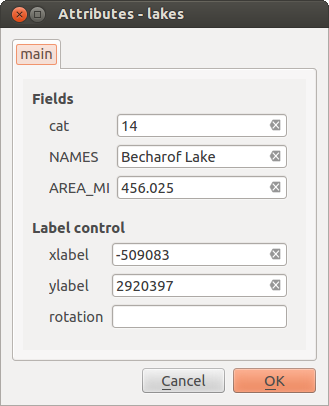 Attributes - lakes
main
Fields
cat 14
NAMES Becharof Lake
AREA_MI 456.025
Label control
xlabel -509083
ylabel 2920397
rotation
Cancel OK